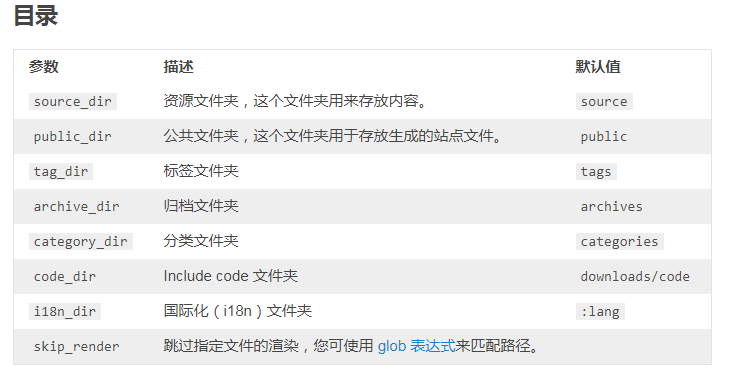 目录
参数 描述 默认值
source_dir 资源文件夹，这个文件夹用来存放内容。 source
public_dir 公共文件夹，这个文件夹用于存放生成的站点文件。 public
tag_dir 标签文件夹 tags
archive_dir 归档文件夹 archives
category_dir 分类文件夹 categories
code_dir Include code 文件夹 downloads/code
i18n_dir 国际化（i18n）文件夹 :lang
skip_render 跳过指定文件的渲染，您可使用 glob 表达式来匹配路径。